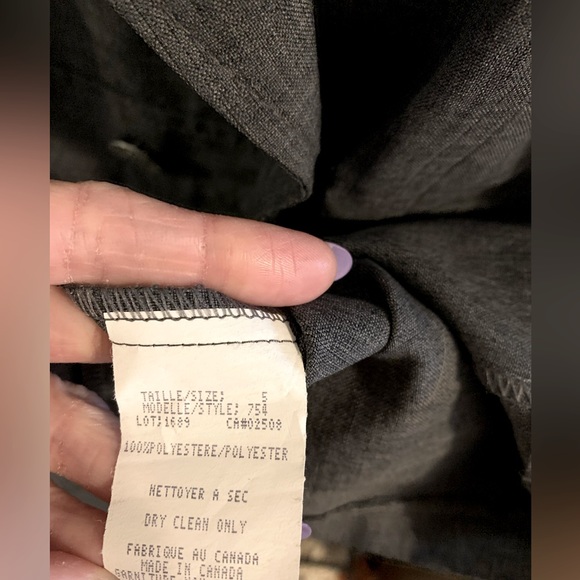 TAILLE/SIZE; 5
MODELLE/STYLE; 754
LOT;1689 CA#02508
100%POLYESTERE/POLYESTER
NETTOYER A SEC
DRY CLEAN ONLY
FABRIQUE AU CANADA
MADE IN CANADA